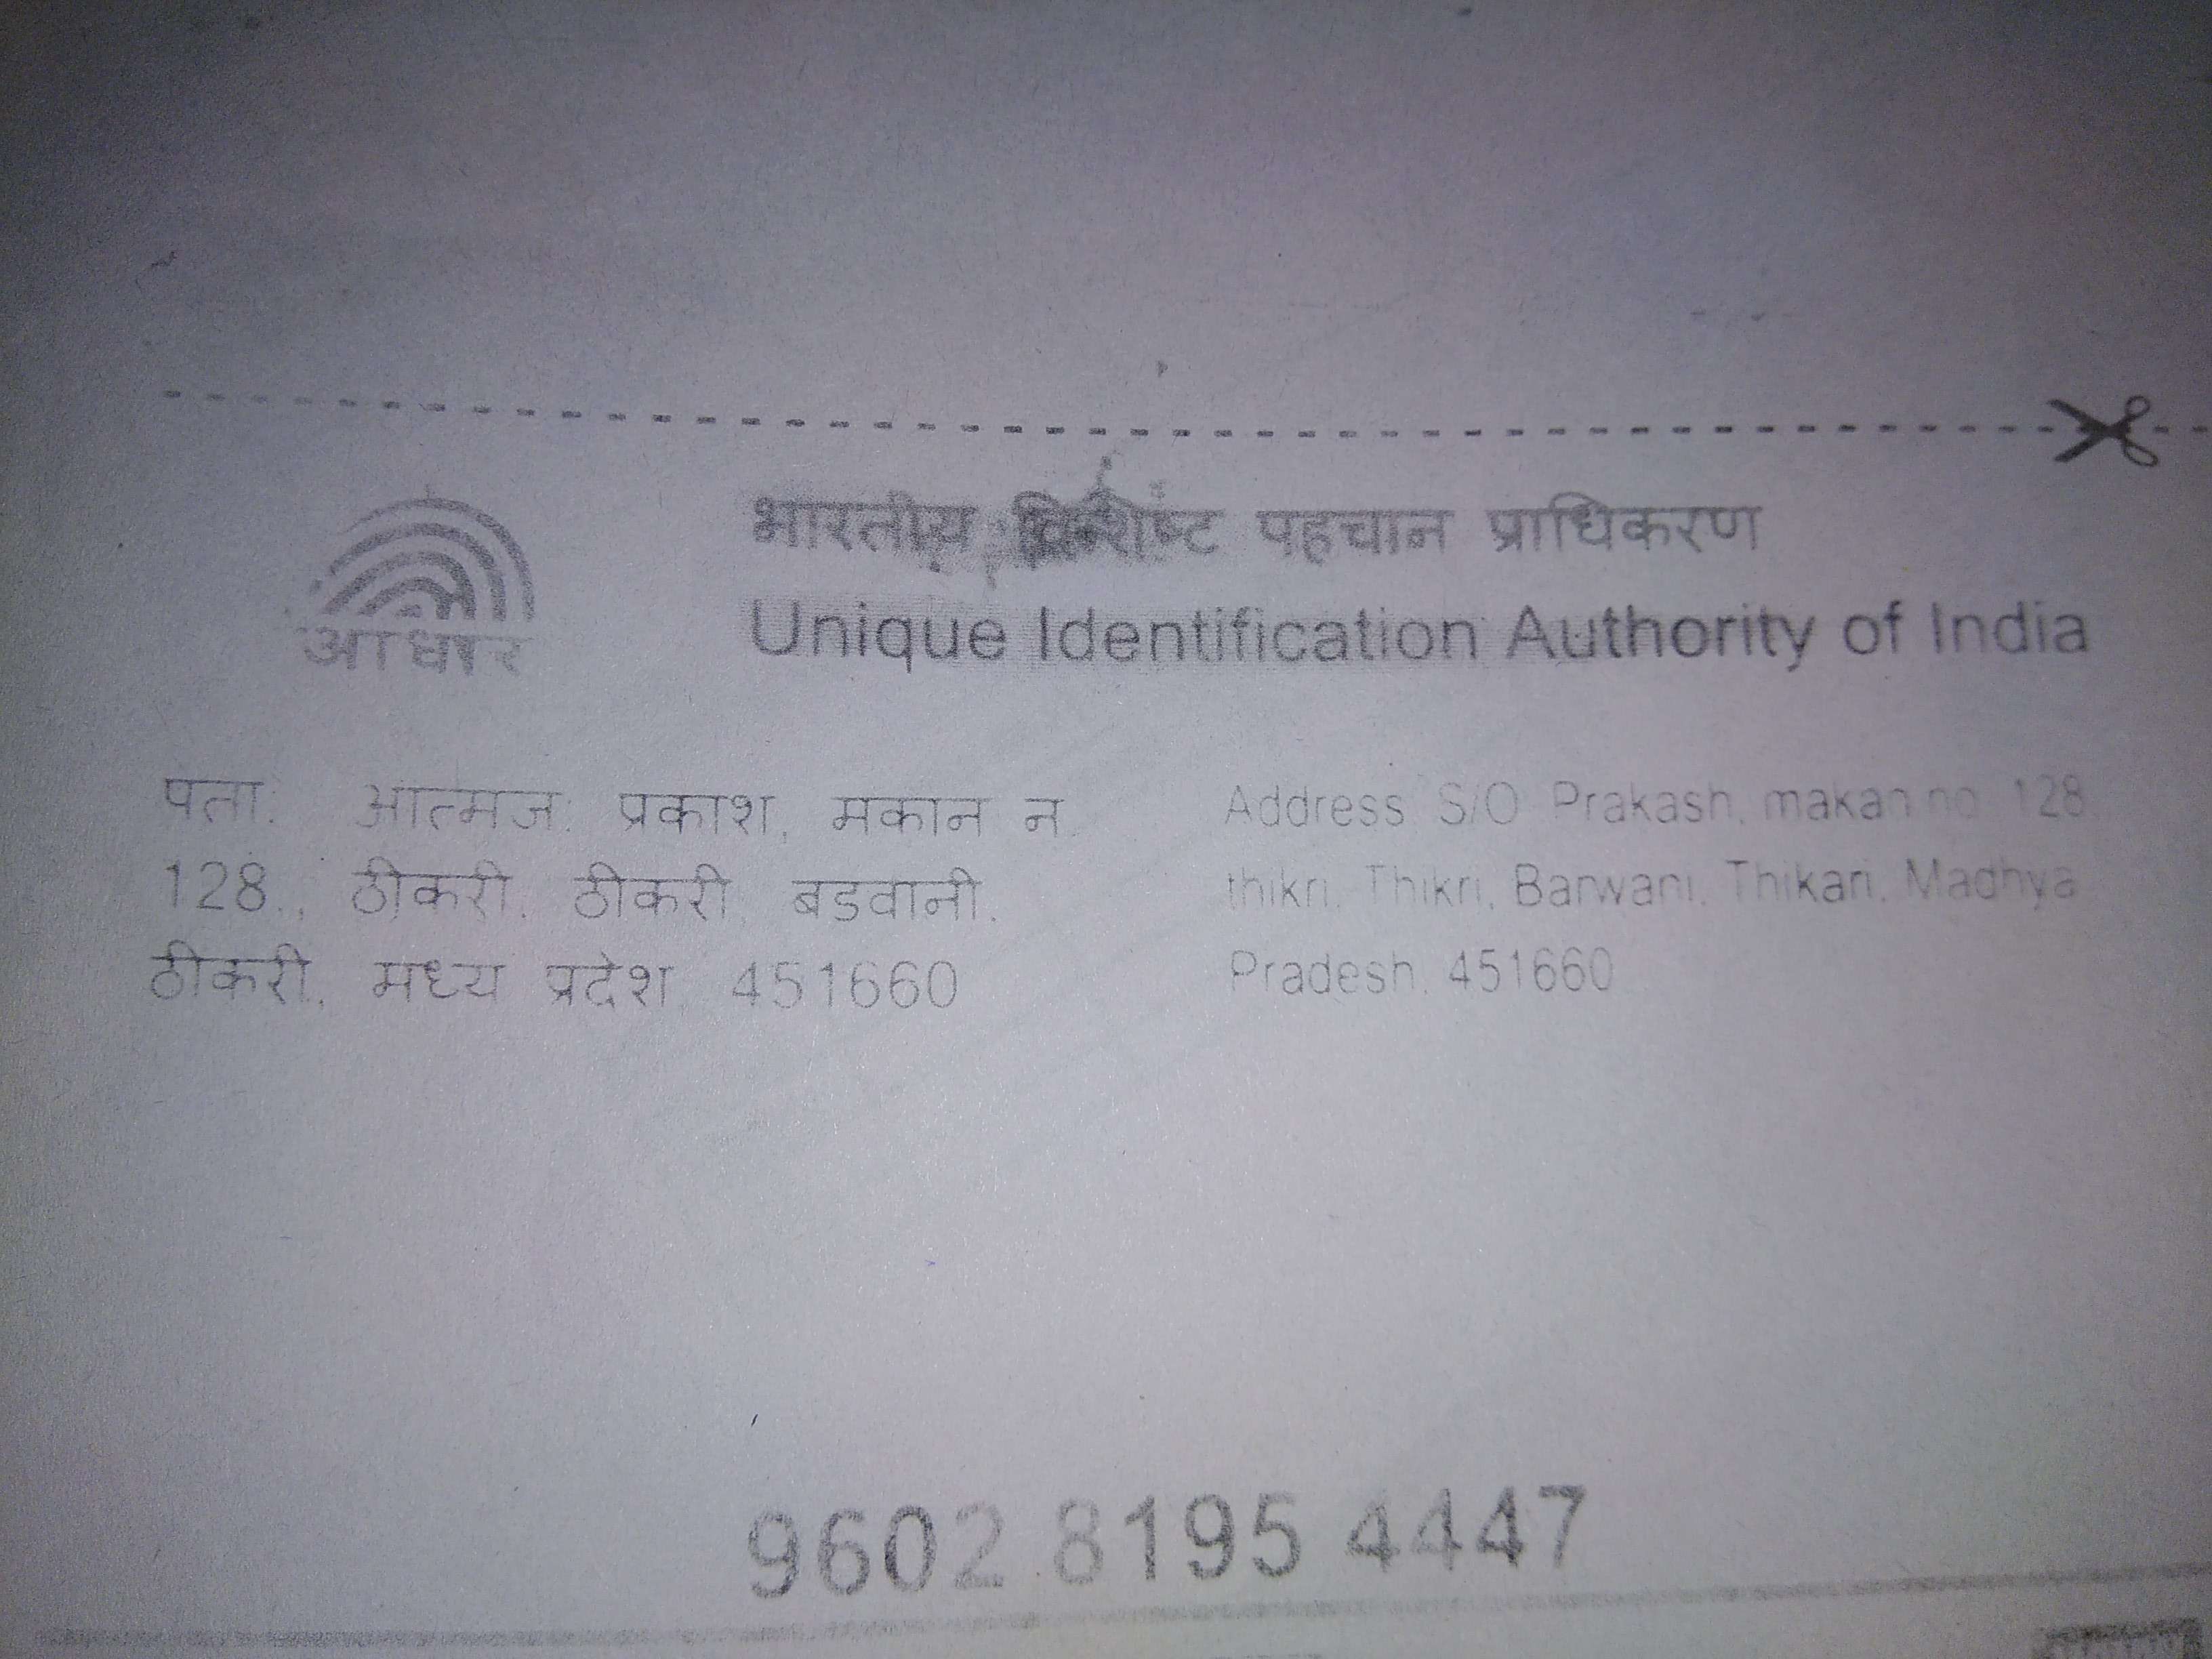 आधार
भारतीय विशिष्ट पहचान प्राधिकरण
Unique Identification Authority of India
पता: आत्मज: प्रकाश, मकान न.
128., ठीकरी, ठीकरी, बडवानी,
ठीकरी, मध्य प्रदेश, 451660
Address: S/O: Prakash, makan no. 128,
thikri, Thikri, Barwani, Thikari, Madhya
Pradesh, 451660
9602 8195 4447